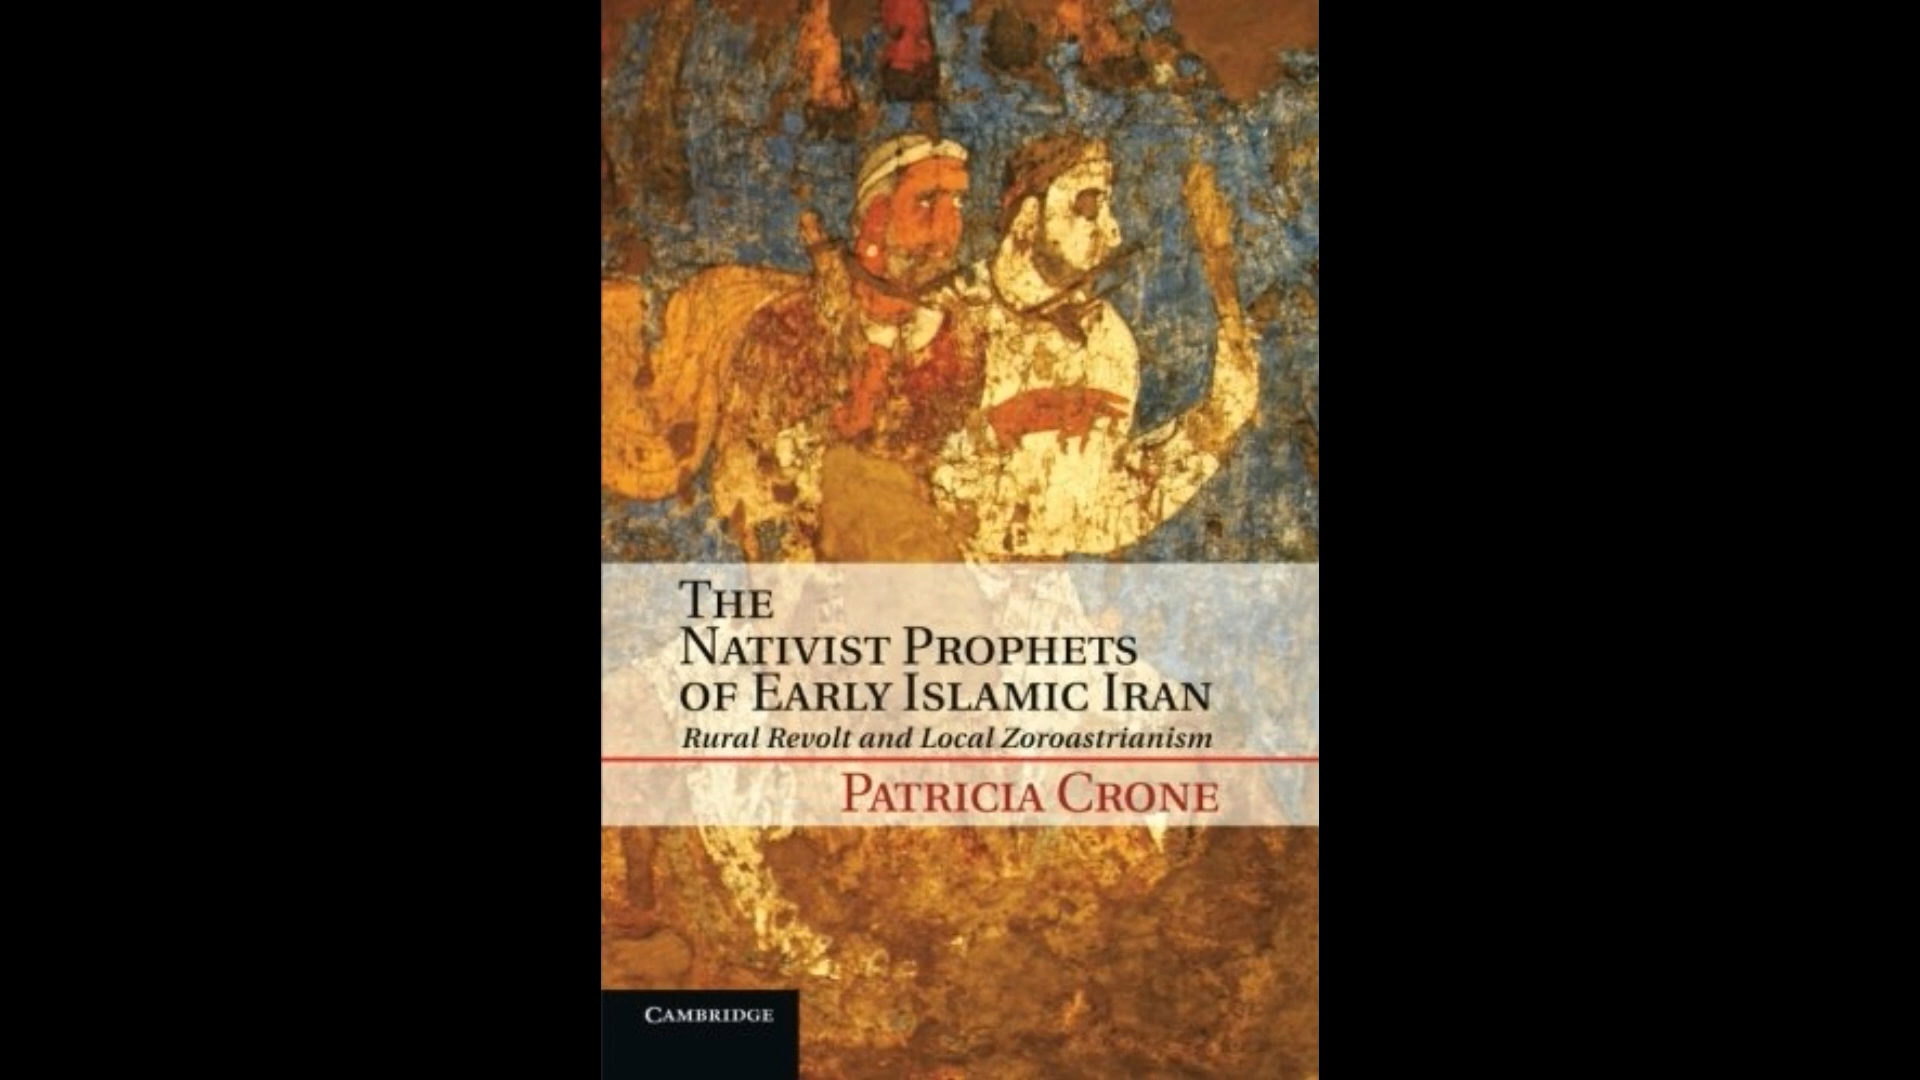 THE
NATIVIST PROPHETS
OF EARLY ISLAMIC IRAN
Rural Revolt and Local Zoroastrianism
PATRICIA CRONE
CAMBRIDGE